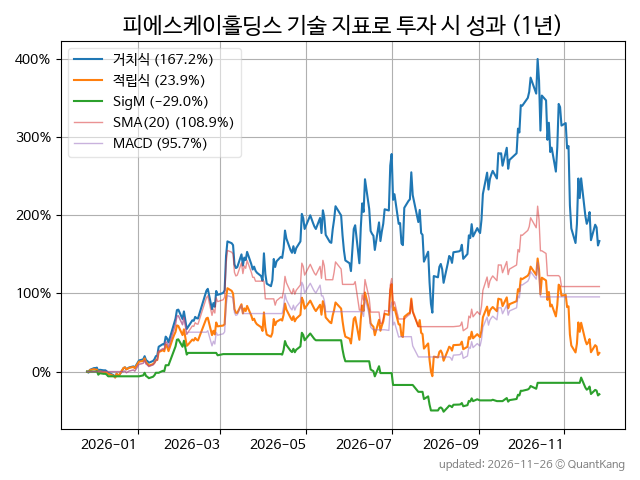 피에스케이홀딩스 기술 지표로 투자 시 성과 (1년)
400%
300%
200%
100%
0%
거치식 (167.2%)
적립식 (23.9%)
SigM (-29.0%)
SMA(20) (108.9%)
MACD (95.7%)
2026-01
2026-03
2026-05
2026-07
2026-09
2026-11
updated: 2026-11-26 © QuantKang